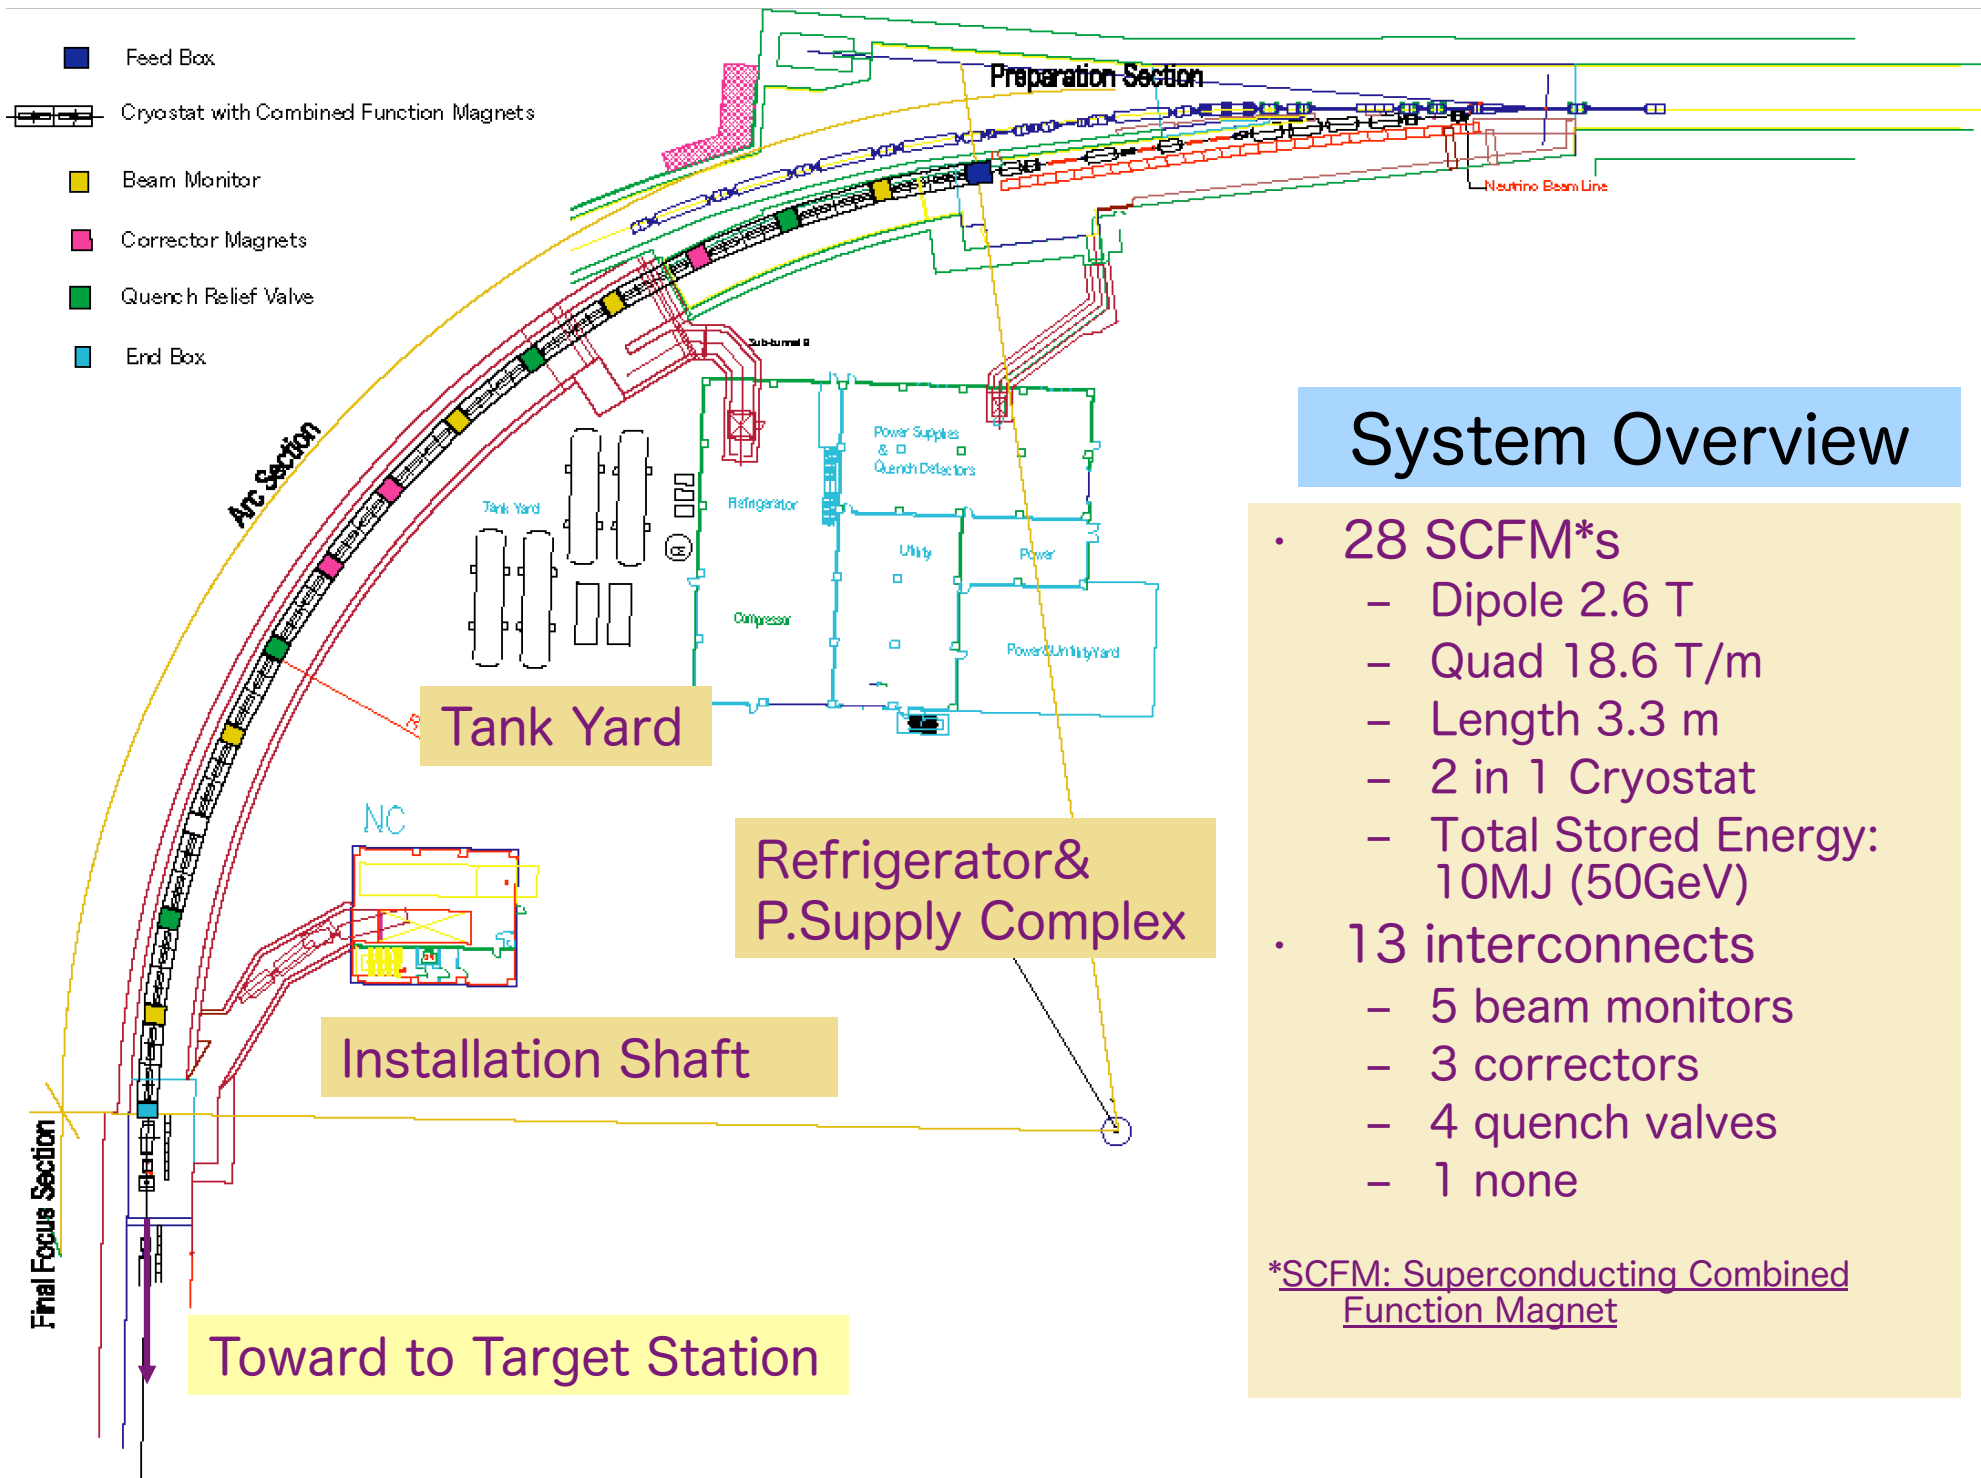 Feed Box
Cryostat with Combined Function Magnets
Beam Monitor
Corrector Magnets
Quench Relief Valve
End Box
Preparation Section
Neutrino Beam Line
Sub-tunnel B
Arc Section
Power Supplies
&
Quench Detectors
Tank Yard
Refrigerator
Utility
Power
Compressor
Power&UntilityYard
Tank Yard
NC
Refrigerator&
P.Supply Complex
Installation Shaft
Final Focus Section
Toward to Target Station
System Overview
· 28 SCFM*s
– Dipole 2.6 T
– Quad 18.6 T/m
– Length 3.3 m
– 2 in 1 Cryostat
– Total Stored Energy:
10MJ (50GeV)
· 13 interconnects
– 5 beam monitors
– 3 correctors
– 4 quench valves
– 1 none
*SCFM: Superconducting Combined
Function Magnet